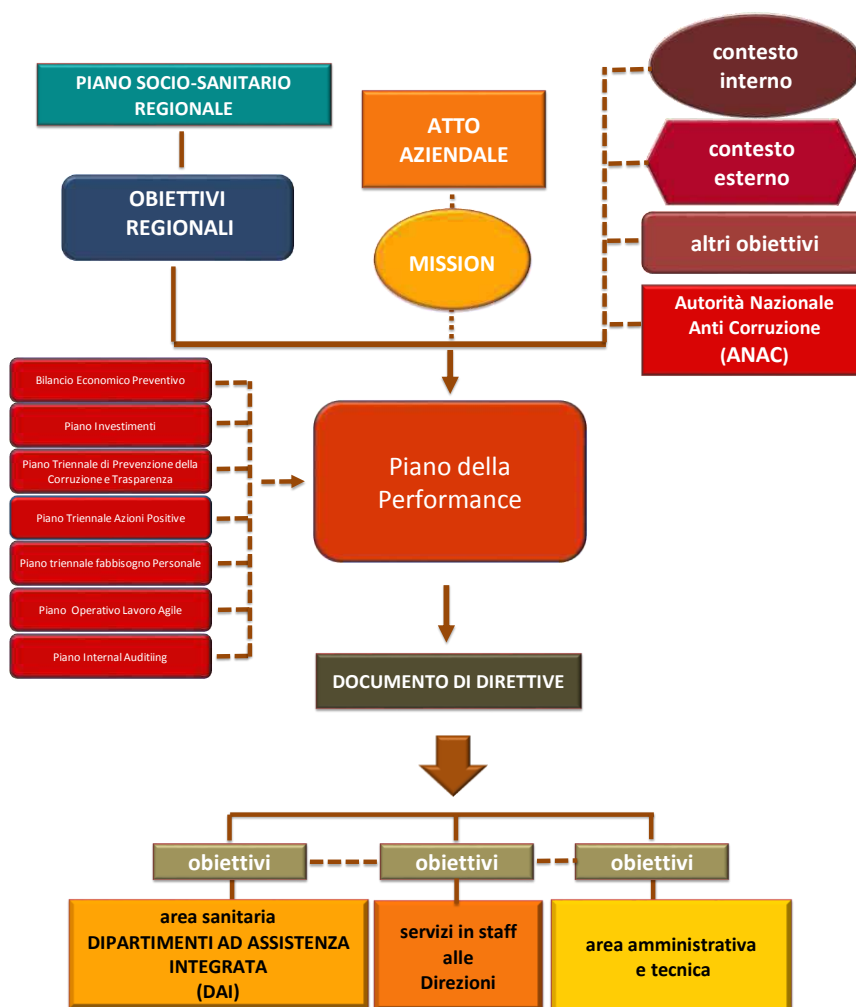 PIANO SOCIO-SANITARIO
REGIONALE
OBIETTIVI
REGIONALI
ATTO
AZIENDALE
MISSION
contesto
interno
contesto
esterno
altri obiettivi
Autorità Nazionale
Anti Corruzione
(ANAC)
Bilancio Economico Preventivo
Piano Investimenti
Piano Triennale di Prevenzione della
Corruzione e Trasparenza
Piano Triennale Azioni Positive
Piano triennale fabbisogno Personale
Piano Operativo Lavoro Agile
Piano Internal Auditiing
Piano della
Performance
DOCUMENTO DI DIRETTIVE
obiettivi
obiettivi
obiettivi
area sanitaria
DIPARTIMENTI AD ASSISTENZA
INTEGRATA
(DAI)
servizi in staff
alle
Direzioni
area amministrativa
e tecnica